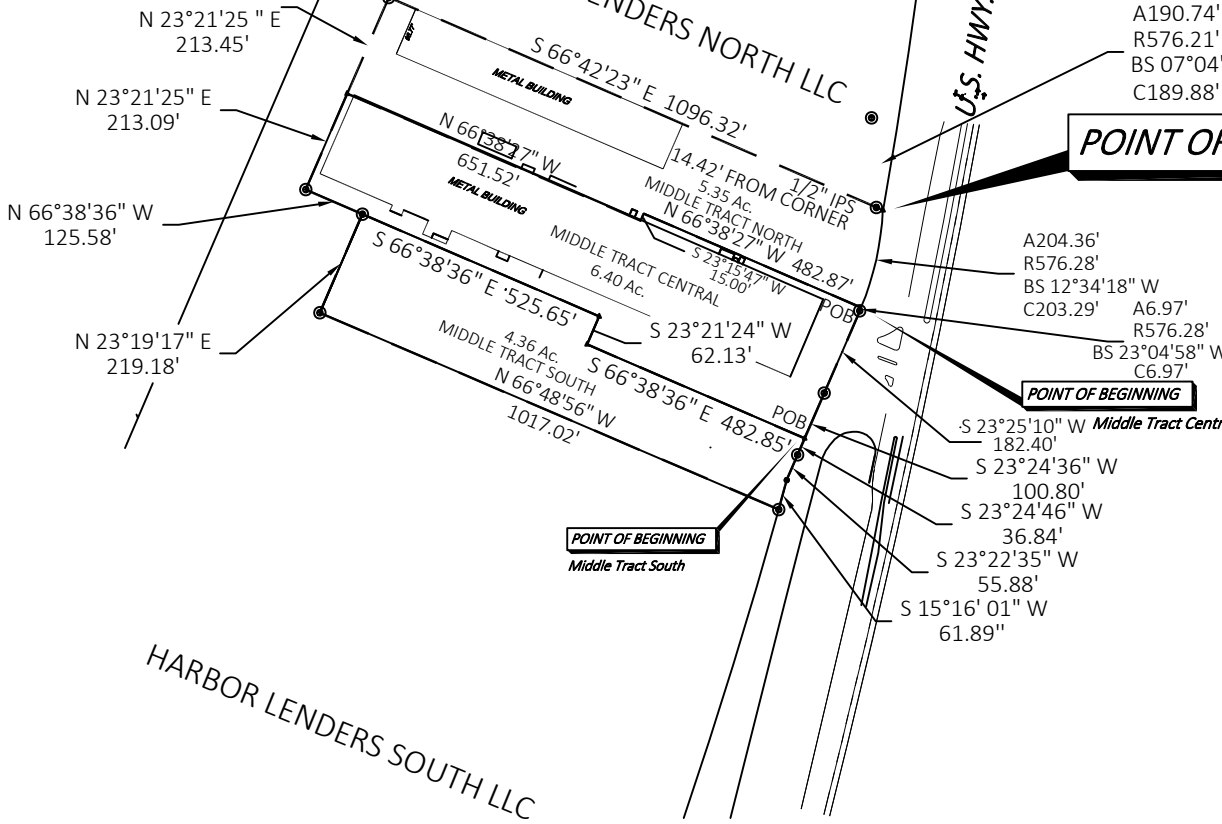 N 23°21'25 " E
213.45'
ENDERS NORTH LLC
U.S. HWY.
A190.74'
R576.21'
BS 07°04'
C189.88'
S 66°42'23" E 1096.32'
METAL BUILDING
N 23°21'25" E
213.09'
POINT OF
N 66°38'27" W
651.52'
METAL BUILDING
14.42' FROM CORNER
1/2" IPS
5.35 Ac.
MIDDLE TRACT NORTH
N 66°38'27" W 482.87'
N 66°38'36" W
125.58'
S 23°15'47" W
15.00'
MIDDLE TRACT CENTRAL
6.40 Ac.
A204.36'
R576.28'
BS 12°34'18" W
C203.29'
S 66°38'36" E 525.65'
POB
A6.97'
R576.28'
BS 23°04'58" W
C6.97'
N 23°19'17" E
219.18'
S 23°21'24" W
62.13'
4.36 Ac.
MIDDLE TRACT SOUTH
N 66°48'56" W
1017.02'
S 66°38'36" E 482.85'
POB
POINT OF BEGINNING
Middle Tract Centr
S 23°25'10" W
182.40'
S 23°24'36" W
100.80'
S 23°24'46" W
36.84'
POINT OF BEGINNING
Middle Tract South
S 23°22'35" W
55.88'
S 15°16' 01" W
61.89"
HARBOR LENDERS SOUTH LLC